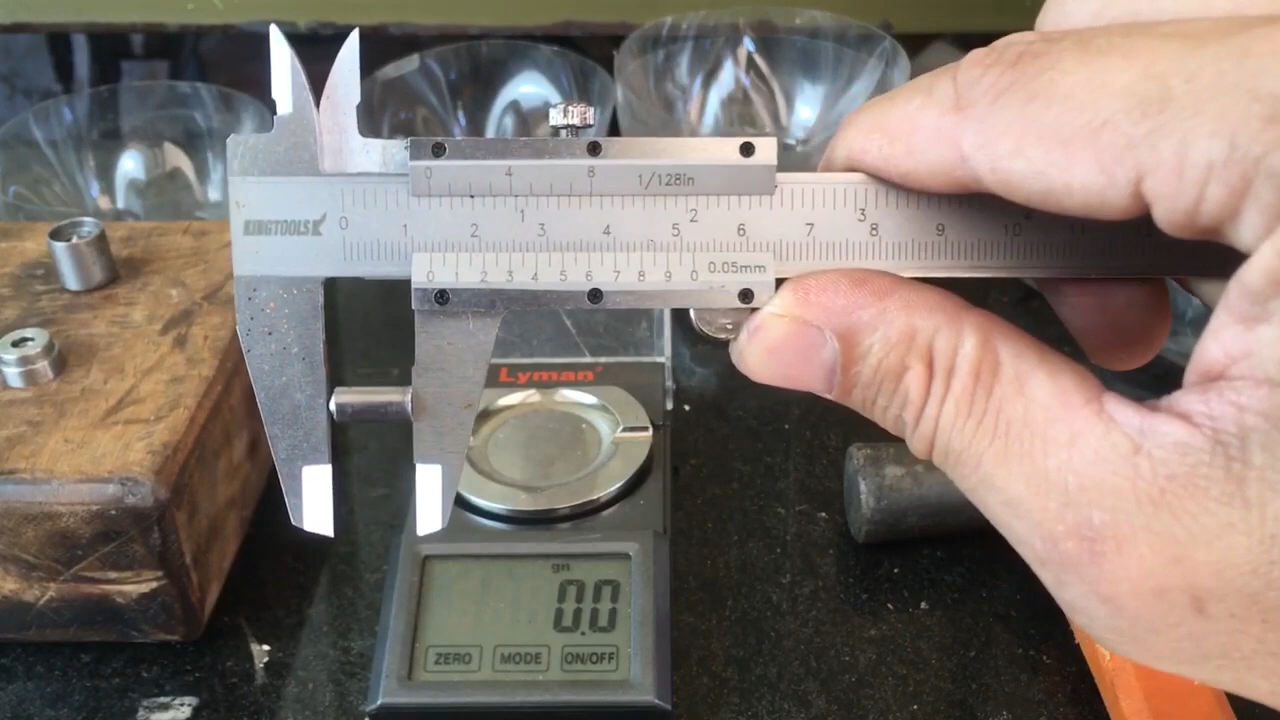 0 4 8 1/128in
KINGTOOLS
1 2 3
0 1 2 3 4 5 6 7 8 9 10
0 1 2 3 4 5 6 7 8 9 0 0.05mm
Lyman
gn
0.0
ZERO MODE ON/OFF